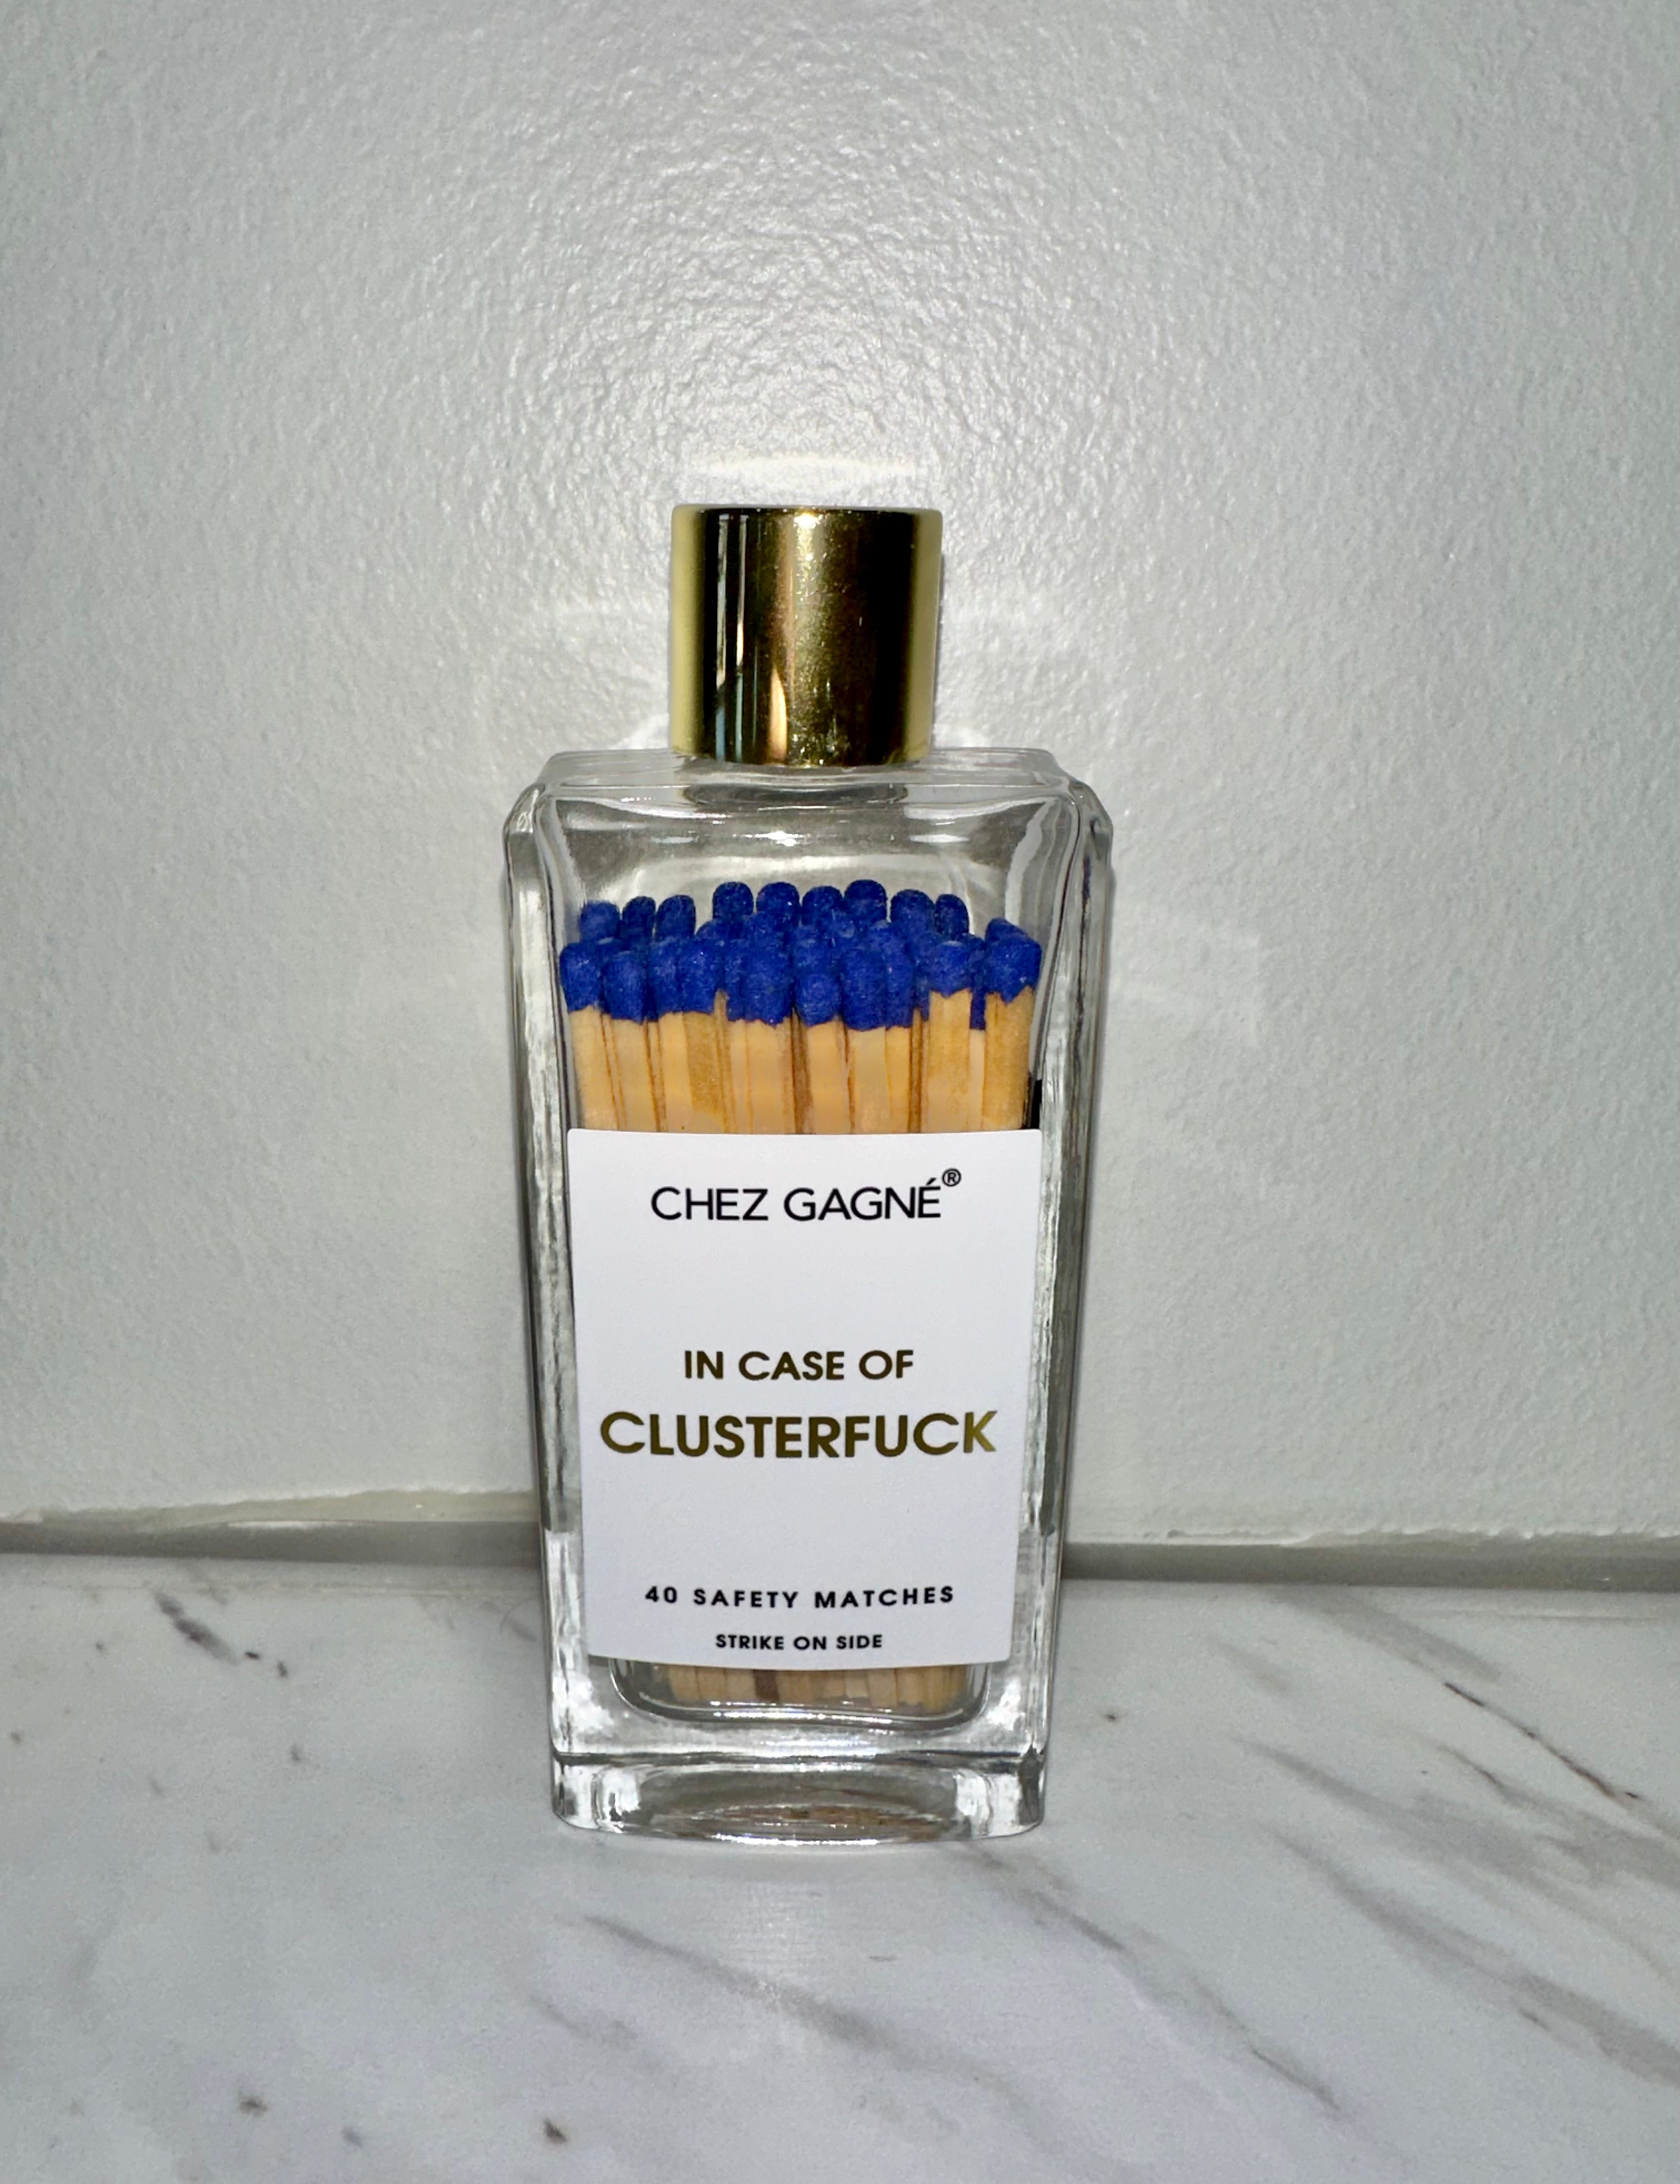 CHEZ GAGNÉ®
IN CASE OF
CLUSTERFUCK
40 SAFETY MATCHES
STRIKE ON SIDE